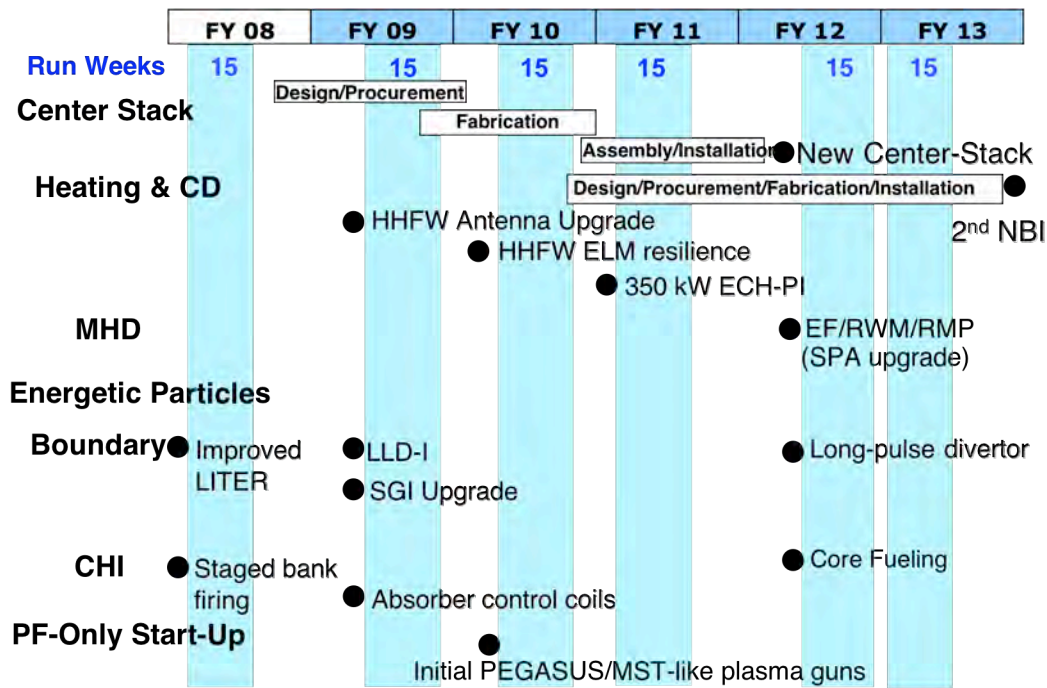 FY 08 FY 09 FY 10 FY 11 FY 12 FY 13
Run Weeks 15 15 15 15 15 15
Design/Procurement
Center Stack
Fabrication
Assembly/Installation New Center-Stack
Heating & CD Design/Procurement/Fabrication/Installation
HHFW Antenna Upgrade
2nd NBI
HHFW ELM resilience
350 kW ECH-PI
MHD EF/RWM/RMP
(SPA upgrade)
Energetic Particles
Boundary Improved LLD-I Long-pulse divertor
LITER
SGI Upgrade
CHI Staged bank Core Fueling
firing Absorber control coils
PF-Only Start-Up
Initial PEGASUS/MST-like plasma guns